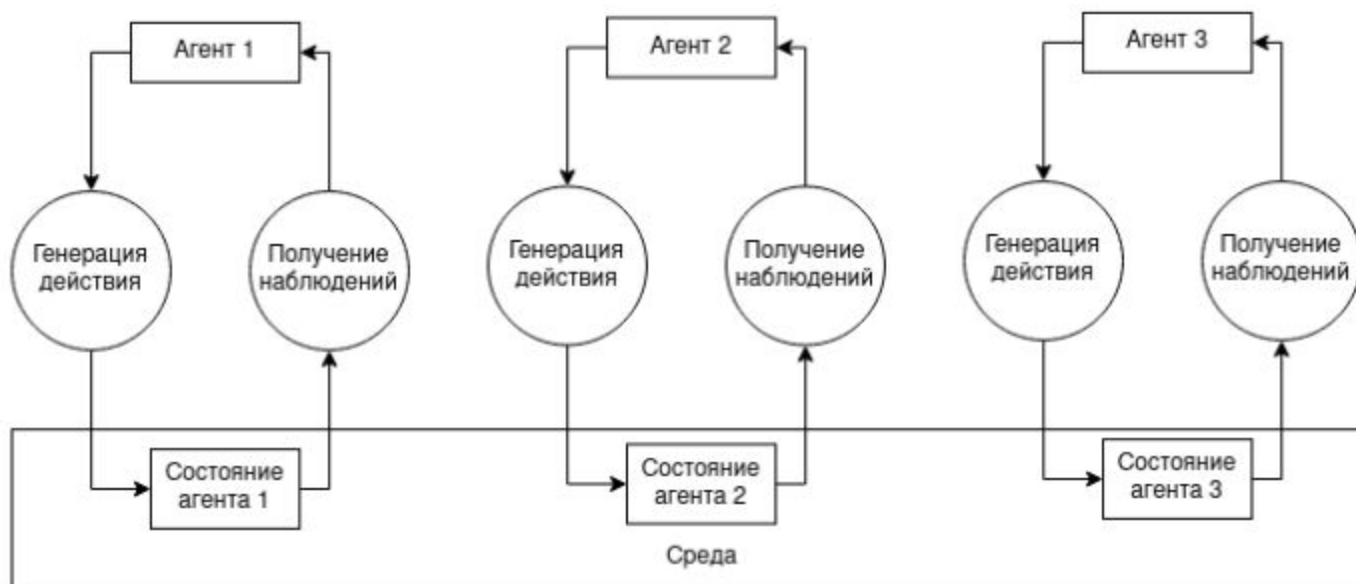 Агент 1
Агент 2
Агент 3
Генерация
действия
Получение
наблюдений
Генерация
действия
Получение
наблюдений
Генерация
действия
Получение
наблюдений
Состояние
агента 1
Состояние
агента 2
Состояние
агента 3
Среда